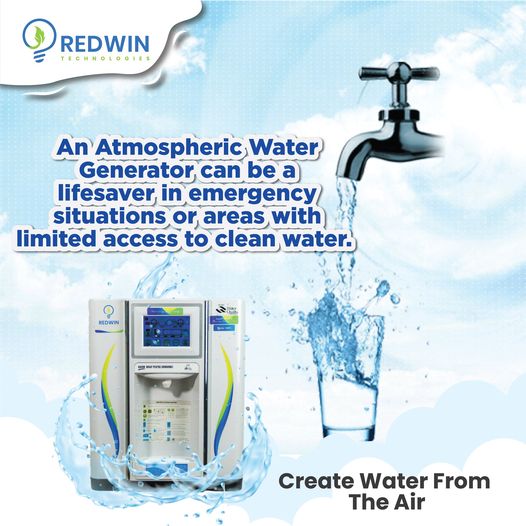 REDWIN
TECHNOLOGIES
An Atmospheric Water
Generator can be a
lifesaver in emergency
situations or areas with
limited access to clean water.
REDWIN
Create Water From
The Air